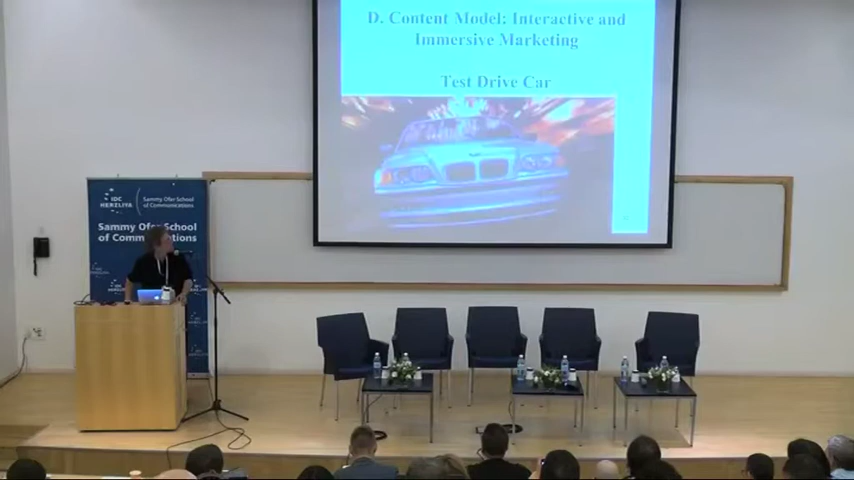 D. Content Model: Interactive and
Immersive Marketing
Test Drive Car
IDC
HERZLIYA
Sammy Ofer School
of Communications
Sammy Ofer School
of Communications